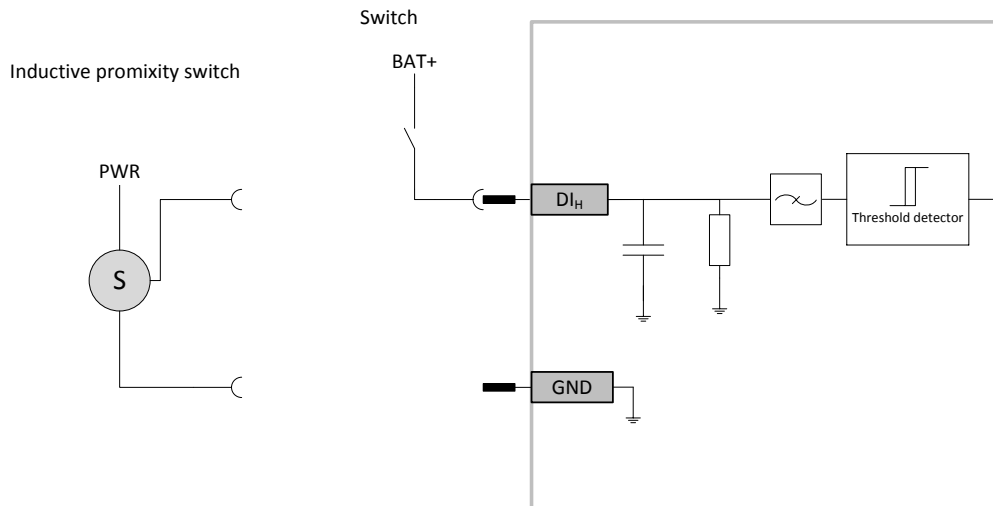 Switch
BAT+
Inductive promixity switch
PWR
DIH
Threshold detector
S
GND